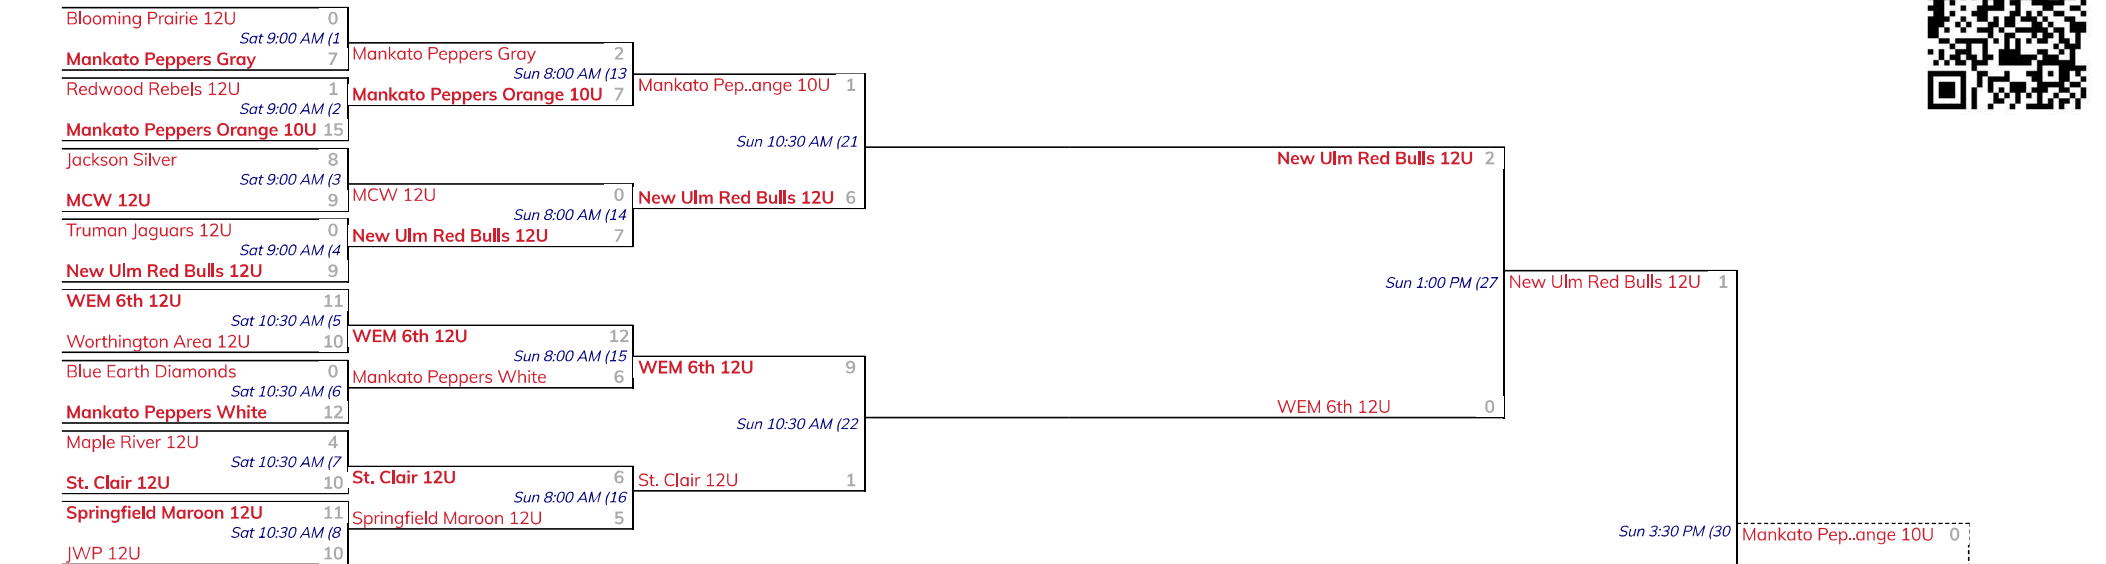 Blooming Prairie 12U 0
Sat 9:00 AM (1
Mankato Peppers Gray 7
Redwood Rebels 12U 1
Sat 9:00 AM (2
Mankato Peppers Orange 10U 15
Jackson Silver 8
Sat 9:00 AM (3
MCW 12U 9
Truman Jaguars 12U 0
Sat 9:00 AM (4
New Ulm Red Bulls 12U 9
WEM 6th 12U 11
Sat 10:30 AM (5
Worthington Area 12U 10
Blue Earth Diamonds 0
Sat 10:30 AM (6
Mankato Peppers White 12
Maple River 12U 4
Sat 10:30 AM (7
St. Clair 12U 10
Springfield Maroon 12U 11
Sat 10:30 AM (8
JWP 12U 10
Mankato Peppers Gray 2
Sun 8:00 AM (13
Mankato Peppers Orange 10U 7
MCW 12U 0
Sun 8:00 AM (14
New Ulm Red Bulls 12U 7
WEM 6th 12U 12
Sun 8:00 AM (15
Mankato Peppers White 6
St. Clair 12U 6
Sun 8:00 AM (16
Springfield Maroon 12U 5
Mankato Pep..ange 10U 1
Sun 10:30 AM (21
New Ulm Red Bulls 12U 6
WEM 6th 12U 9
Sun 10:30 AM (22
St. Clair 12U 1
New Ulm Red Bulls 12U 2
Sun 1:00 PM (27
WEM 6th 12U 0
New Ulm Red Bulls 12U 1
Sun 3:30 PM (30
Mankato Pep..ange 10U 0